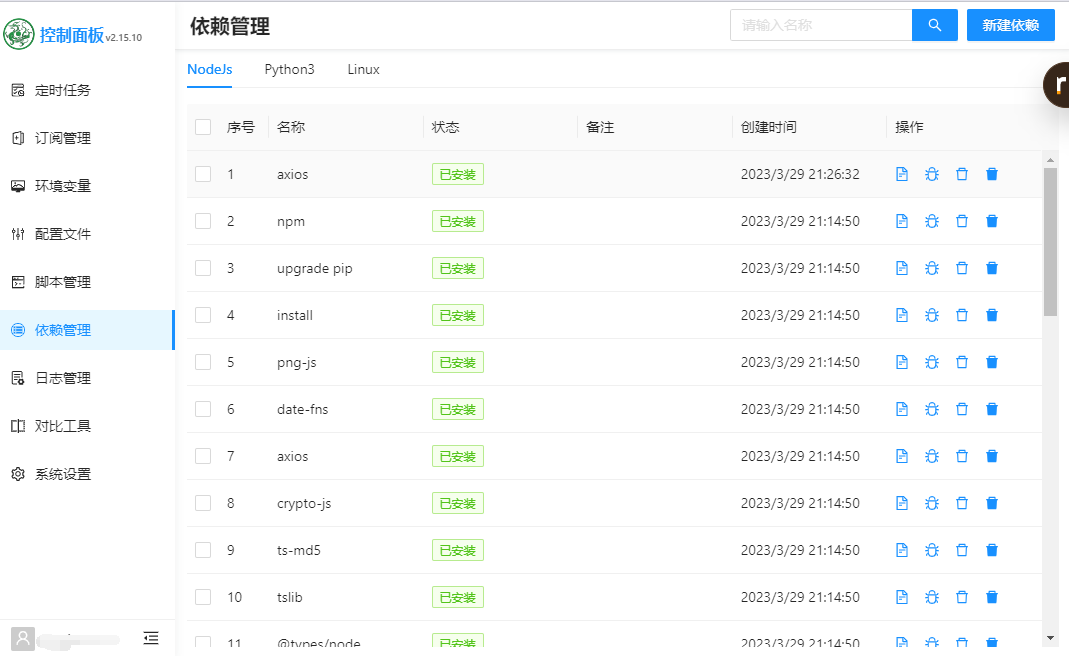 控制面板 v2.15.10
依赖管理
请输入名称
新建依赖
定时任务
订阅管理
环境变量
配置文件
脚本管理
依赖管理
日志管理
对比工具
系统设置
NodeJs Python3 Linux
序号 名称 状态 备注 创建时间 操作
1 axios 已安装 2023/3/29 21:26:32
2 npm 已安装 2023/3/29 21:14:50
3 upgrade pip 已安装 2023/3/29 21:14:50
4 install 已安装 2023/3/29 21:14:50
5 png-js 已安装 2023/3/29 21:14:50
6 date-fns 已安装 2023/3/29 21:14:50
7 axios 已安装 2023/3/29 21:14:50
8 crypto-js 已安装 2023/3/29 21:14:50
9 ts-md5 已安装 2023/3/29 21:14:50
10 tslib 已安装 2023/3/29 21:14:50
11 @types/node 已安装 2023/3/29 21:14:50